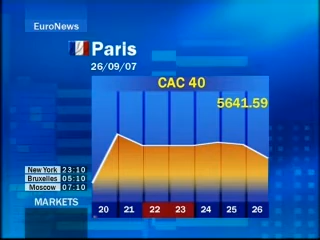 EuroNews
Paris
26/09/07
CAC 40
5641.59
New York 23:10
Bruxelles 05:10
Moscow 07:10
20 21 22 23 24 25 26
MARKETS